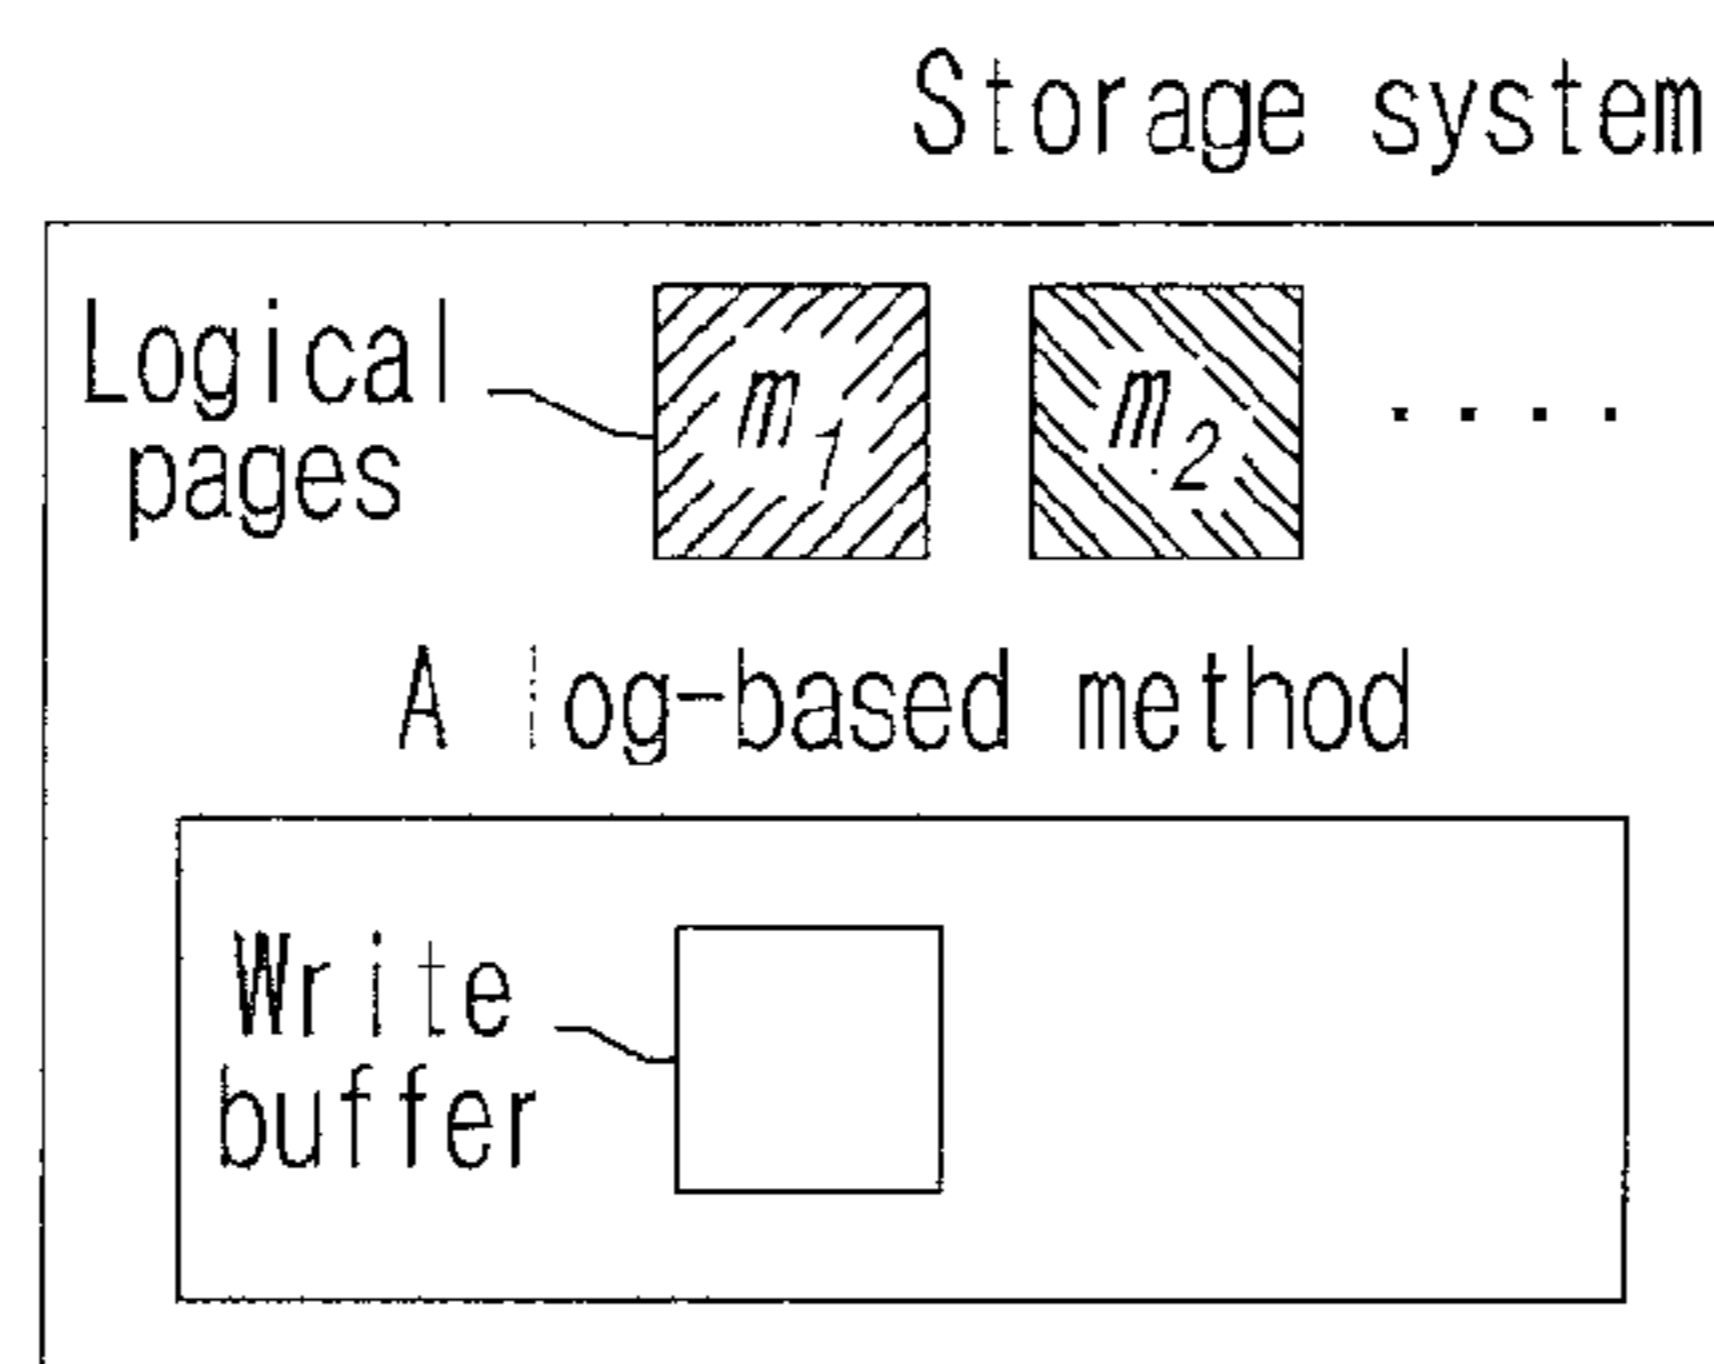 Storage system
Logical
pages
m1
m2
....
A log-based method
Write
buffer